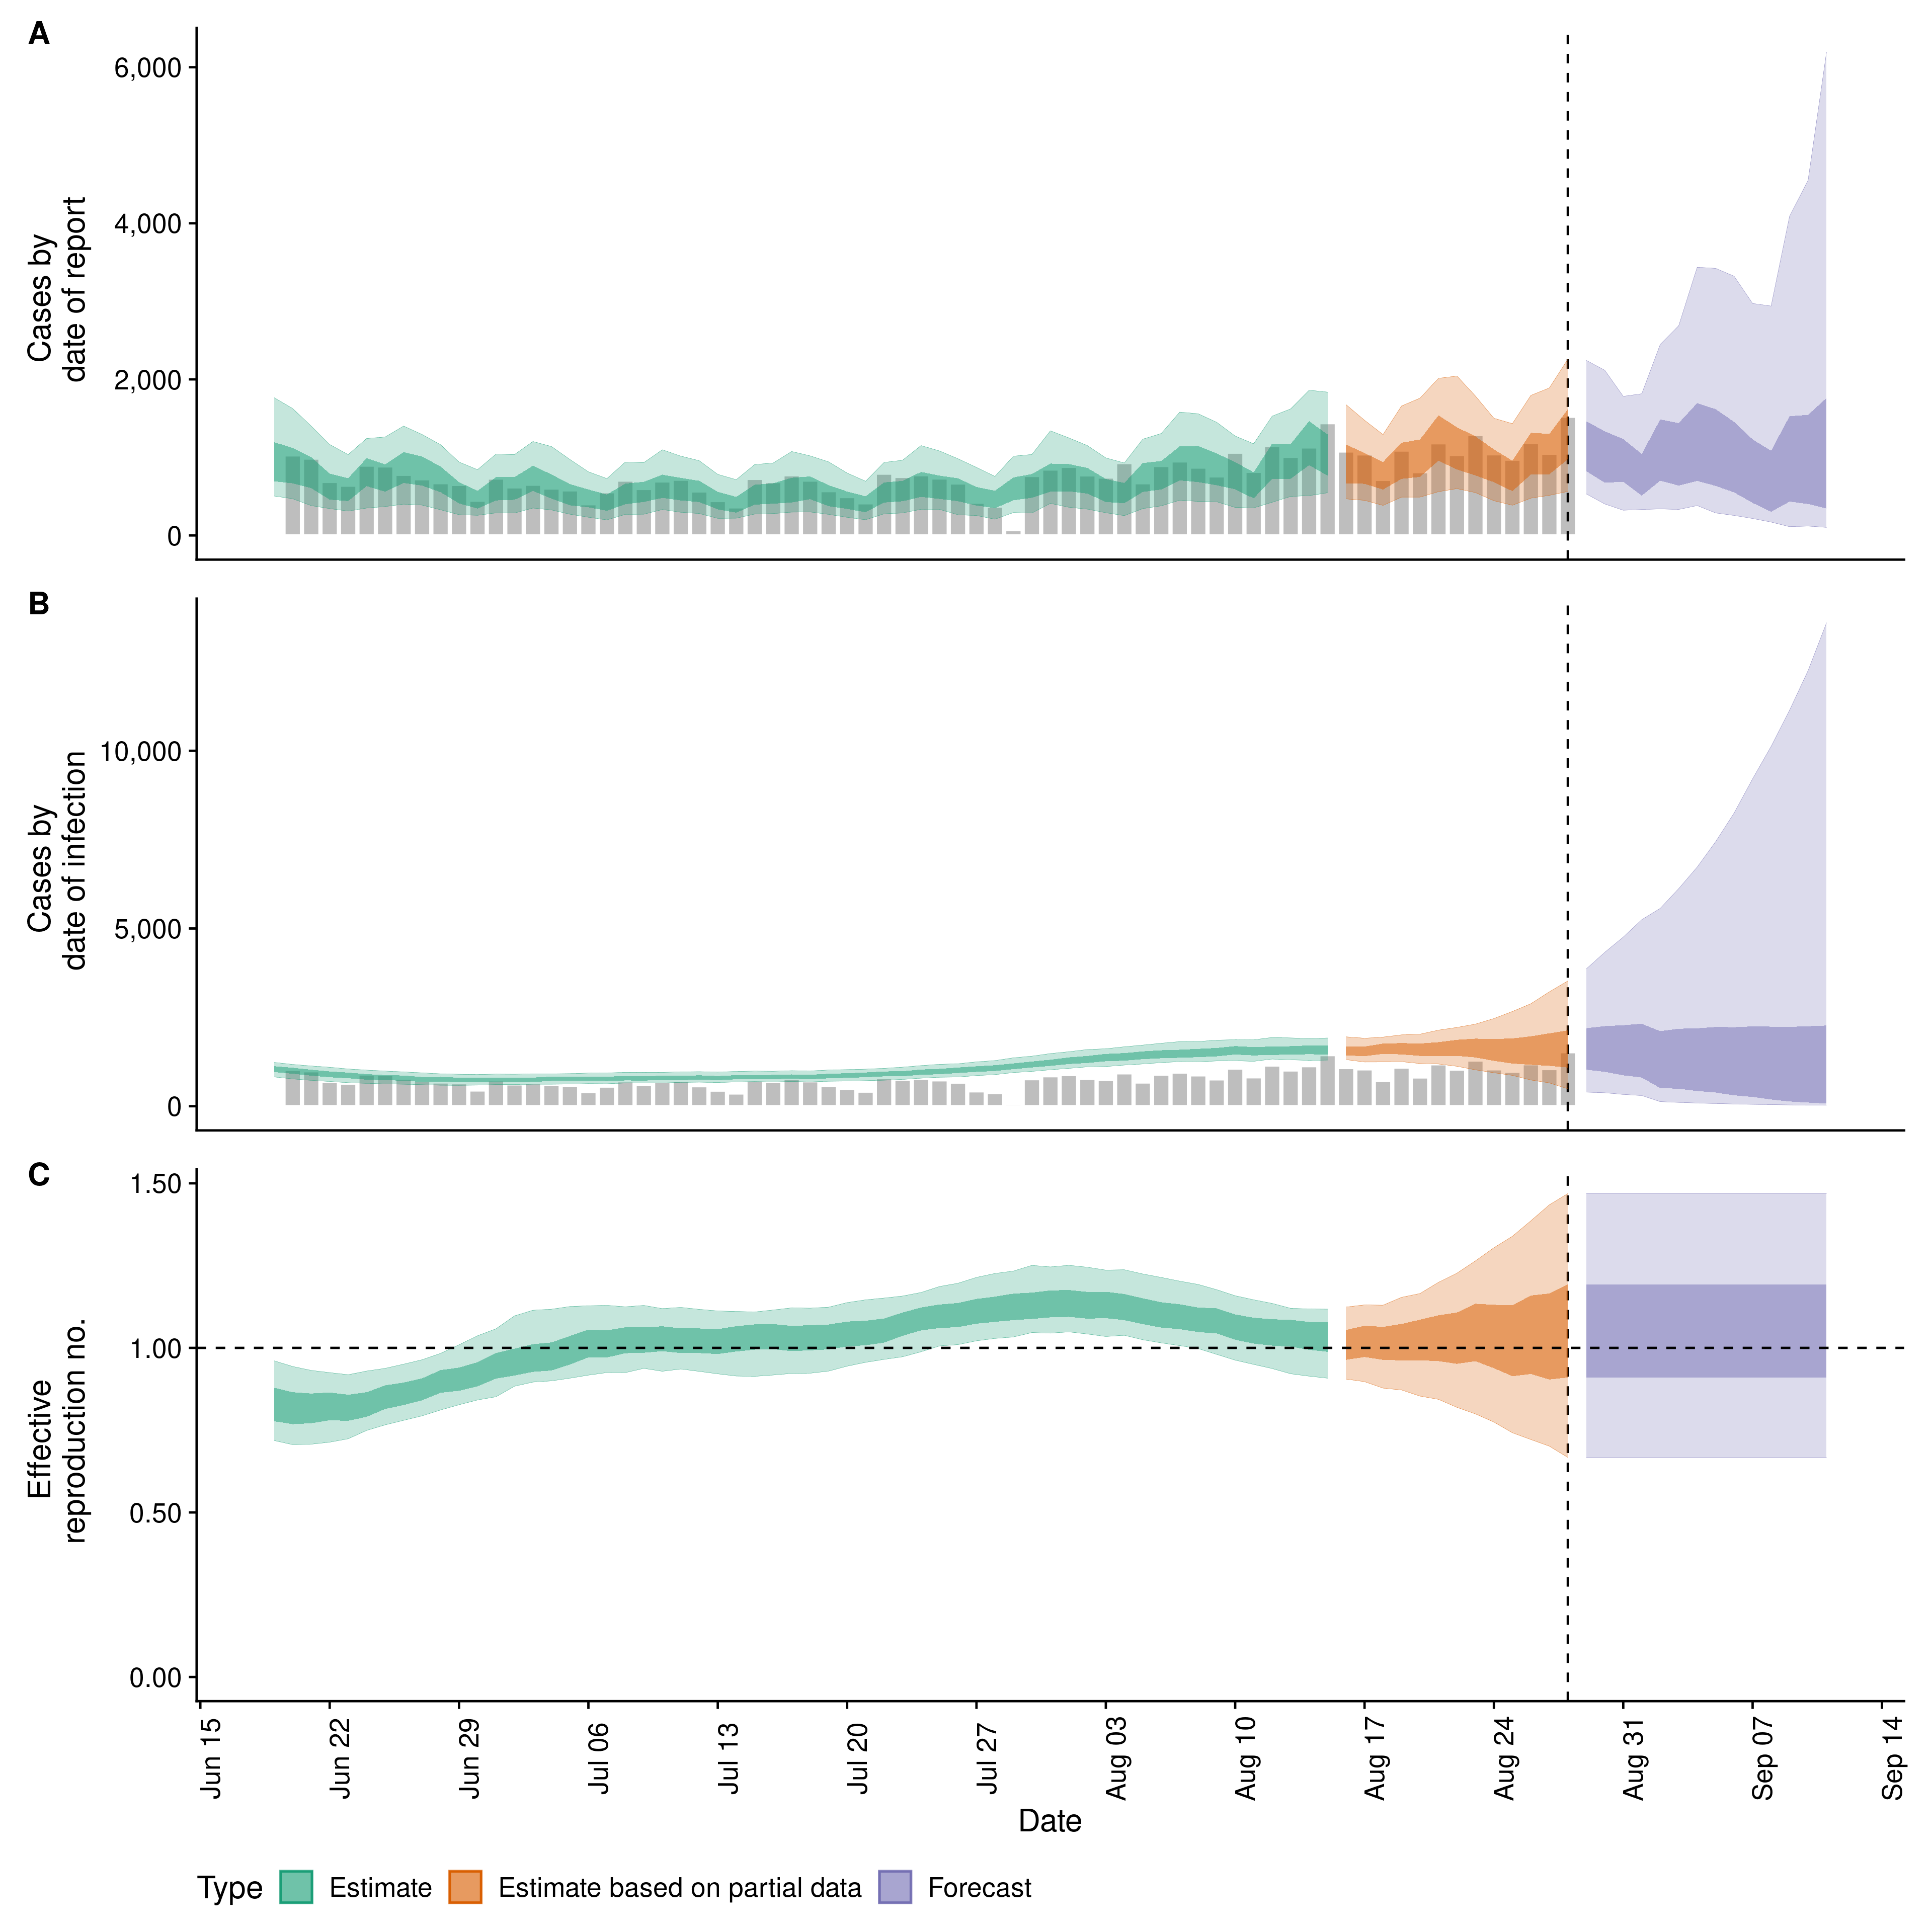 A
Cases by
date of report
6,000
4,000
2,000
0
B
Cases by
date of infection
10,000
5,000
0
C
Effective
reproduction no.
1.50
1.00
0.50
0.00
Jun 15
Jun 22
Jun 29
Jul 06
Jul 13
Jul 20
Jul 27
Aug 03
Aug 10
Aug 17
Aug 24
Aug 31
Sep 07
Sep 14
Date
Type Estimate Estimate based on partial data Forecast